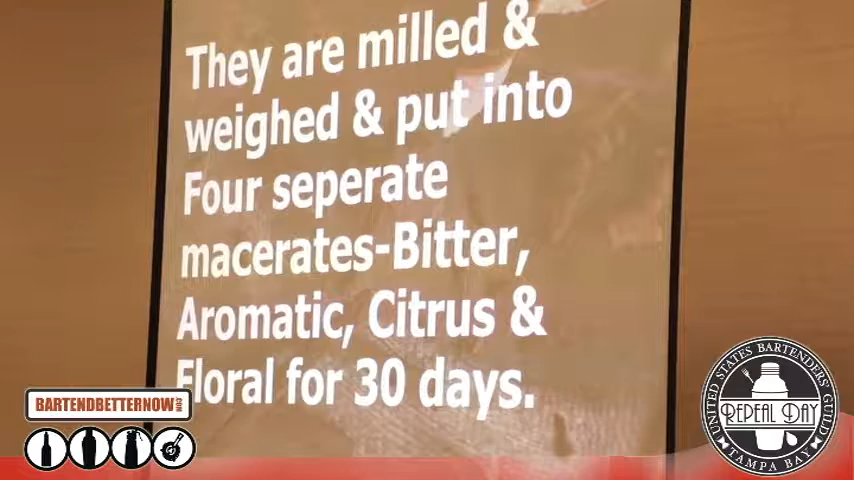 They are milled &
weighed & put into
Four seperate
macerates-Bitter,
Aromatic, Citrus &
Floral for 30 days.
BARTENDBETTERNOW.COM
UNITED STATES BARTENDERS' GUILD
REPEAL DAY
TAMPA BAY